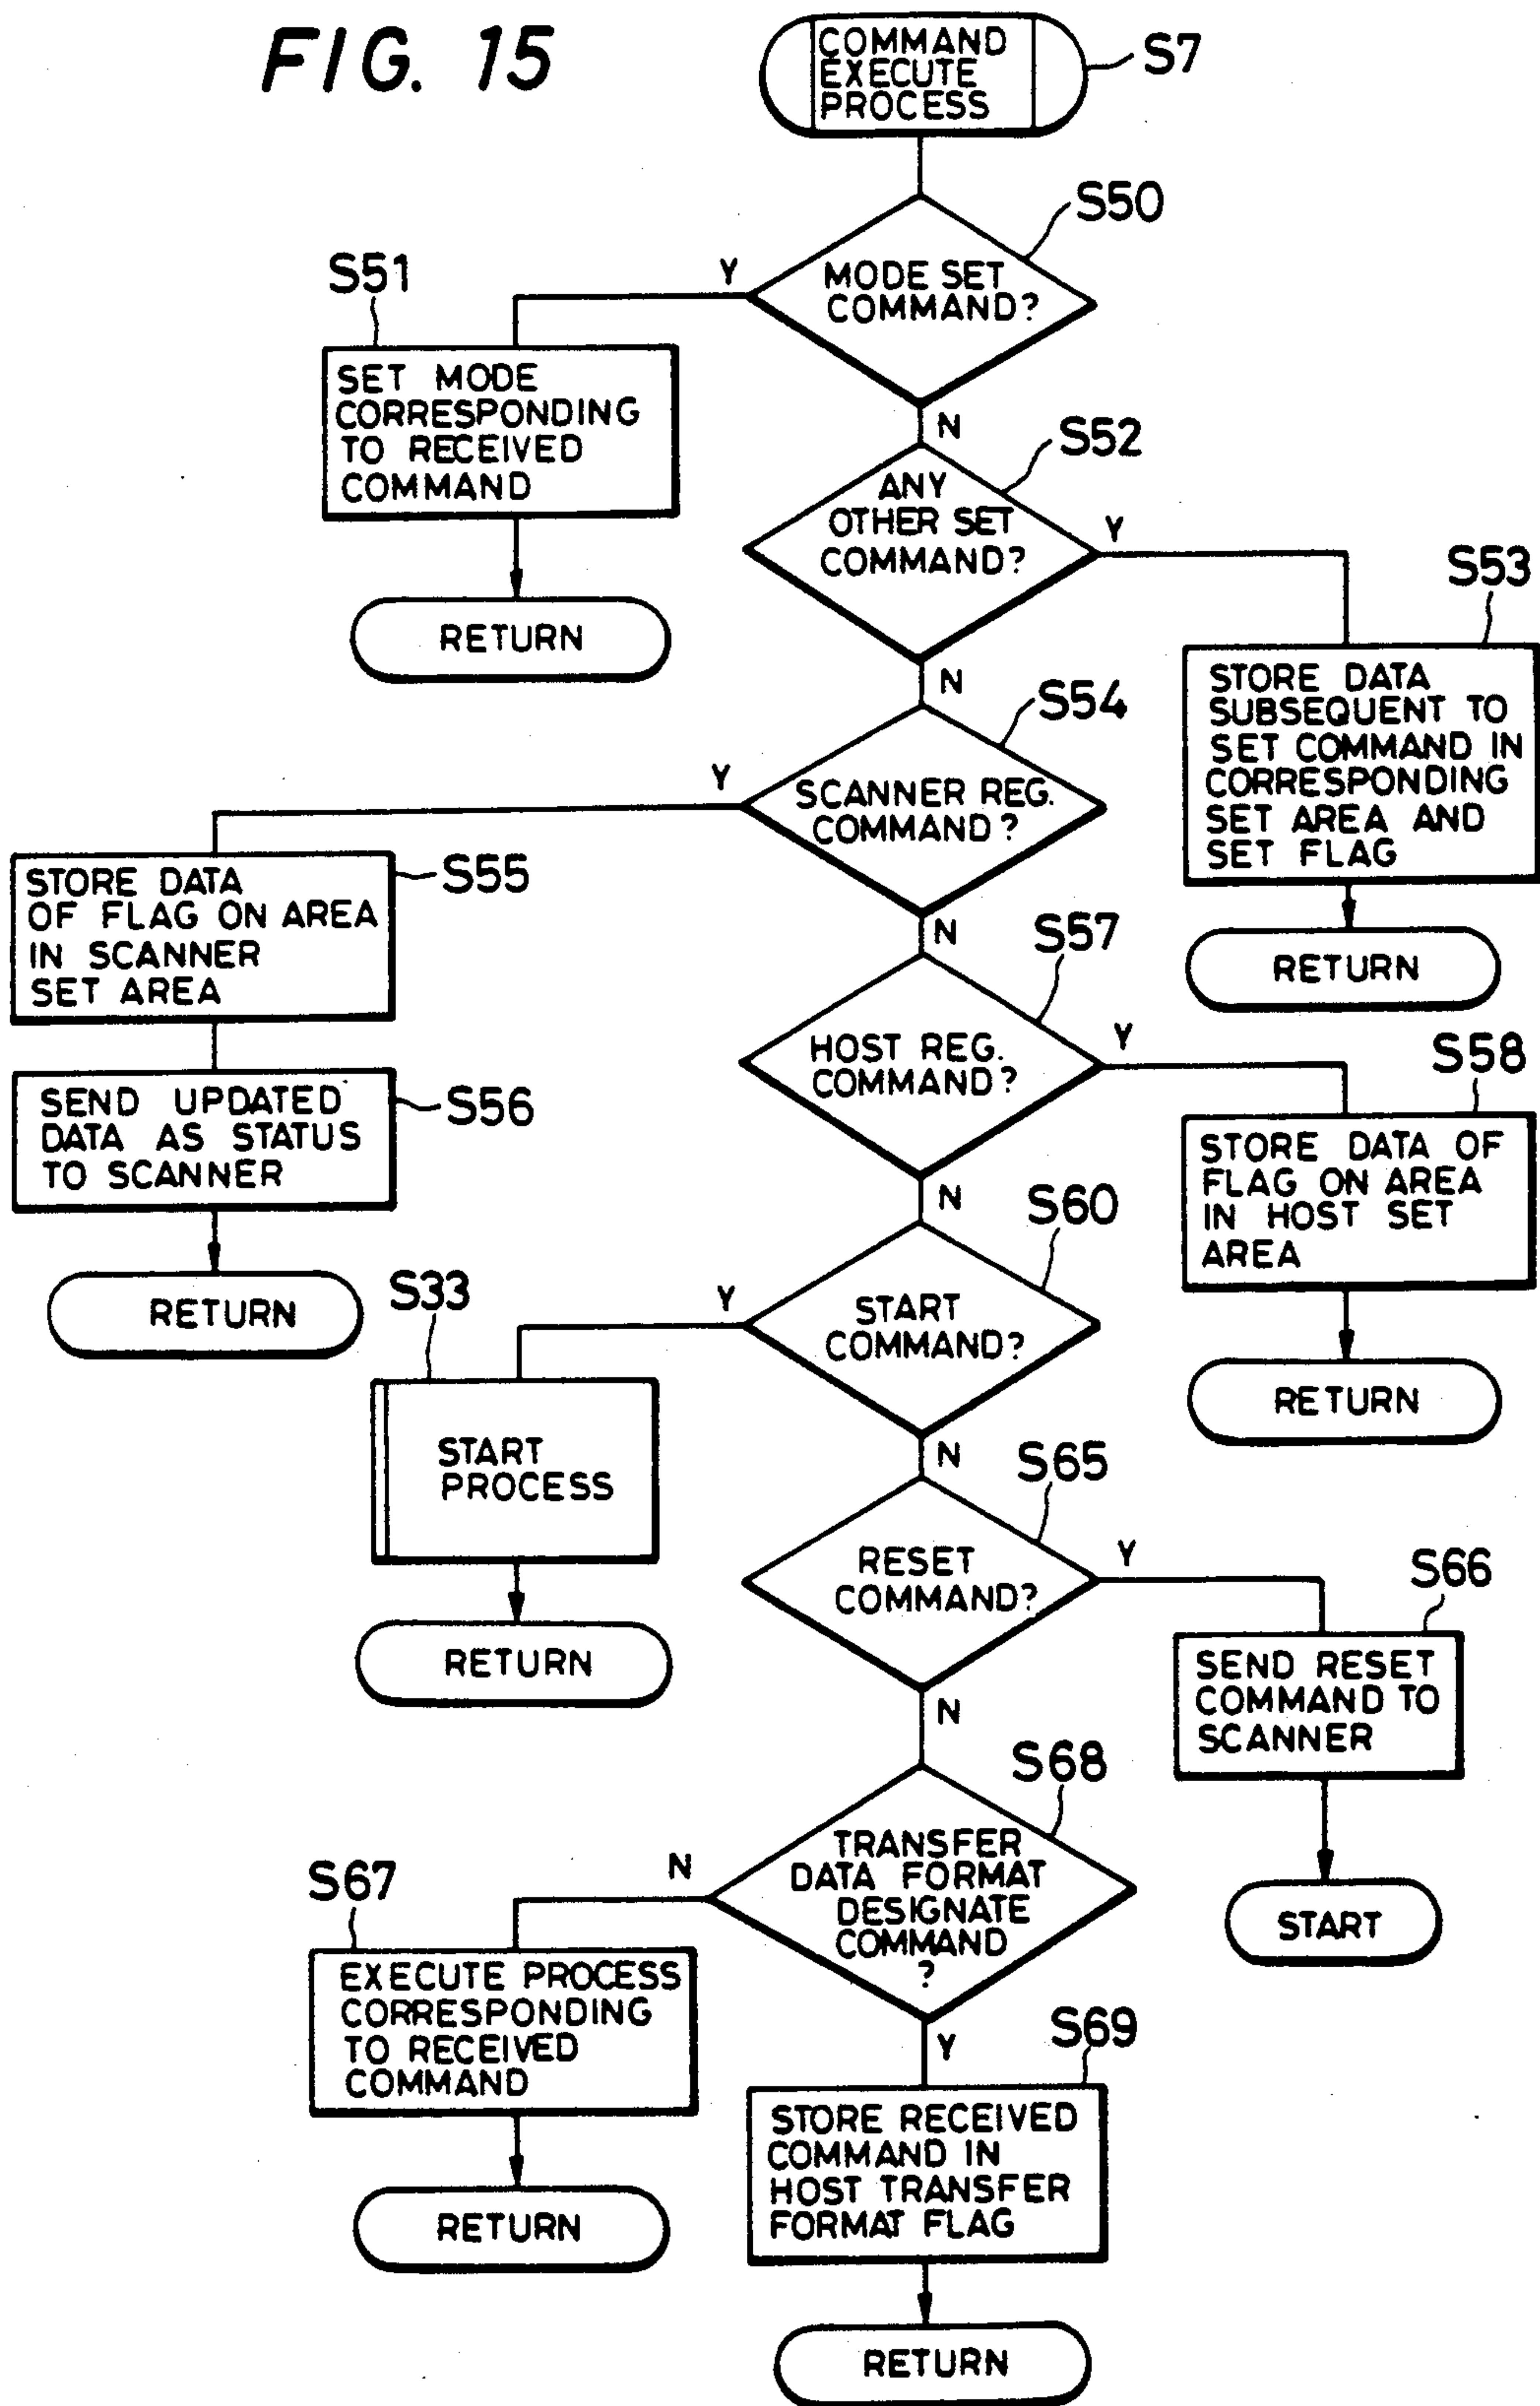 FIG. 15
COMMAND
EXECUTE
PROCESS
S7
S50
MODE SET
COMMAND?
Y
N
S51
SET MODE
CORRESPONDING
TO RECEIVED
COMMAND
RETURN
S52
ANY
OTHER SET
COMMAND?
Y
N
S53
STORE DATA
SUBSEQUENT TO
SET COMMAND IN
CORRESPONDING
SET AREA AND
SET FLAG
RETURN
S54
SCANNER REG.
COMMAND?
Y
N
S55
STORE DATA
OF FLAG ON AREA
IN SCANNER
SET AREA
S56
SEND UPDATED
DATA AS STATUS
TO SCANNER
RETURN
S57
HOST REG.
COMMAND?
Y
N
S58
STORE DATA OF
FLAG ON AREA
IN HOST SET
AREA
RETURN
S60
START
COMMAND?
Y
N
S33
START
PROCESS
RETURN
S65
RESET
COMMAND?
Y
N
S66
SEND RESET
COMMAND TO
SCANNER
START
S68
TRANSFER
DATA FORMAT
DESIGNATE
COMMAND
?
N
Y
S67
EXECUTE PROCESS
CORRESPONDING
TO RECEIVED
COMMAND
RETURN
S69
STORE RECEIVED
COMMAND IN
HOST TRANSFER
FORMAT FLAG
RETURN